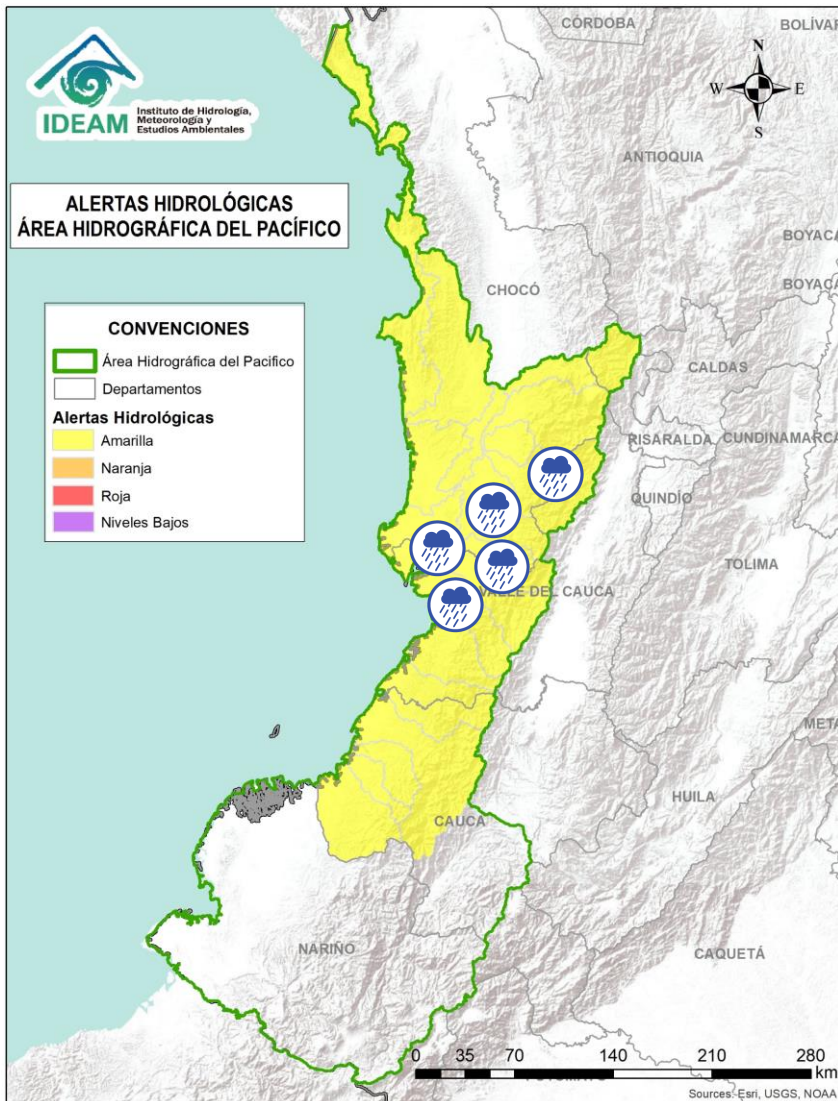 CÓRDOBA
BOLÍVAR
N
W
E
S
IDEAM
Instituto de Hidrología,
Meteorología y
Estudios Ambientales
ANTIOQUIA
ALERTAS HIDROLÓGICAS
ÁREA HIDROGRÁFICA DEL PACÍFICO
BOYACÁ
BOYACÁ
CHOCÓ
CONVENCIONES
Área Hidrográfica del Pacifico
Departamentos
Alertas Hidrológicas
Amarilla
Naranja
Roja
Niveles Bajos
CALDAS
RISARALDA
CUNDINAMARCA
QUINDÍO
TOLIMA
VALLE DEL CAUCA
META
HUILA
CAUCA
NARIÑO
CAQUETÁ
0 35 70 140 210 280
km
Sources: Esri, USGS, NOAA